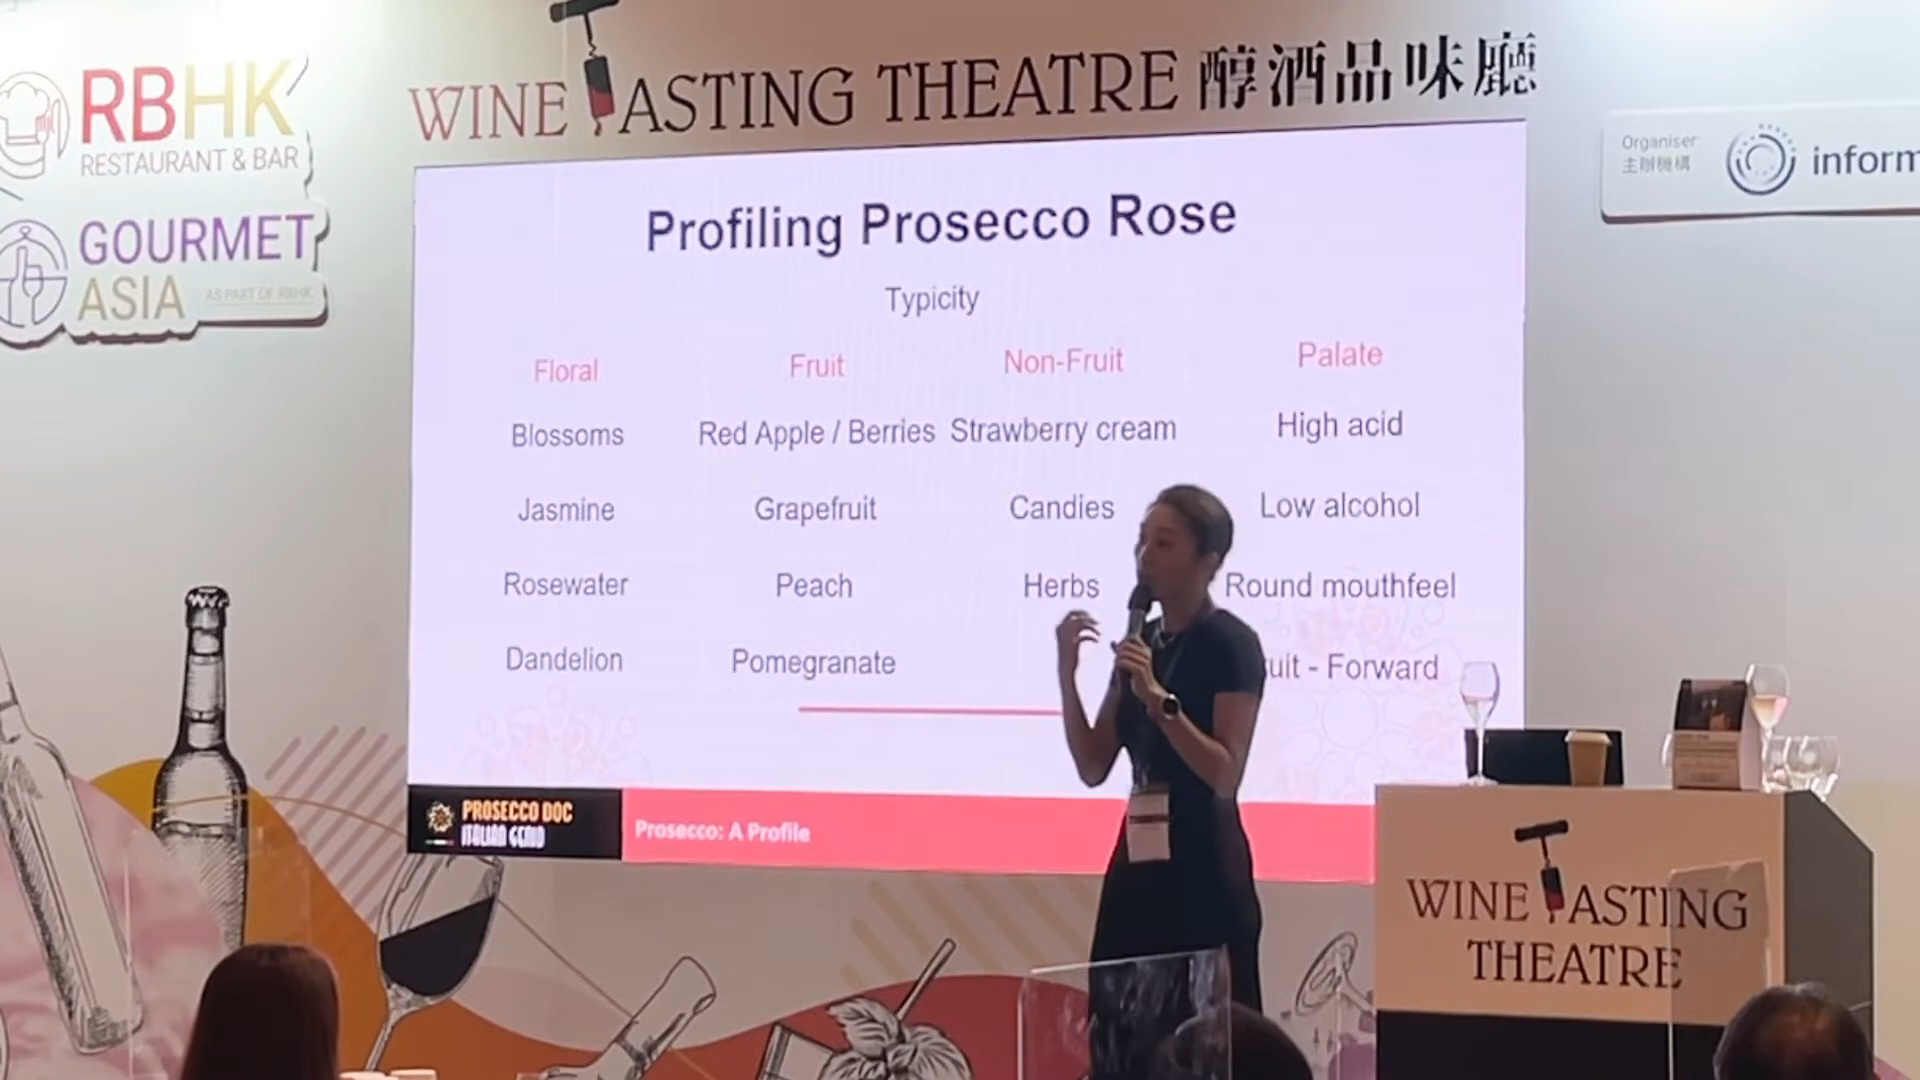 RBHK
RESTAURANT & BAR
GOURMET
ASIA
AS PART OF RBHK
WINE TASTING THEATRE 醇酒品味廳
Organiser
主辦機構
inform
Profiling Prosecco Rose
Typicity
Floral Fruit Non-Fruit Palate
Blossoms Red Apple / Berries Strawberry cream High acid
Jasmine Grapefruit Candies Low alcohol
Rosewater Peach Herbs Round mouthfeel
Dandelion Pomegranate uit - Forward
PROSECCO DOC
ITALIAN GENIO
Prosecco: A Profile
WINE TASTING
THEATRE